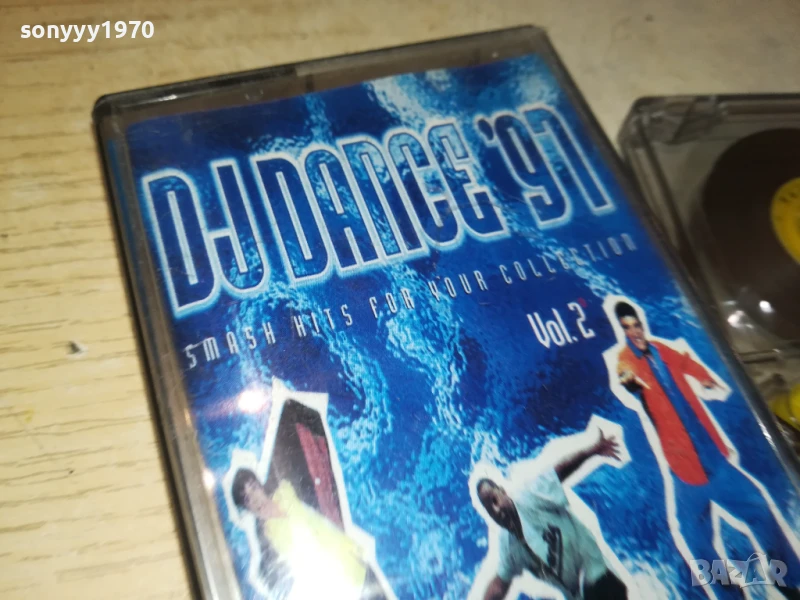 sonyyy1970
DJ DANCE '97
SMASH HITS FOR YOUR COLLECTION
Vol. 2
BAZAR